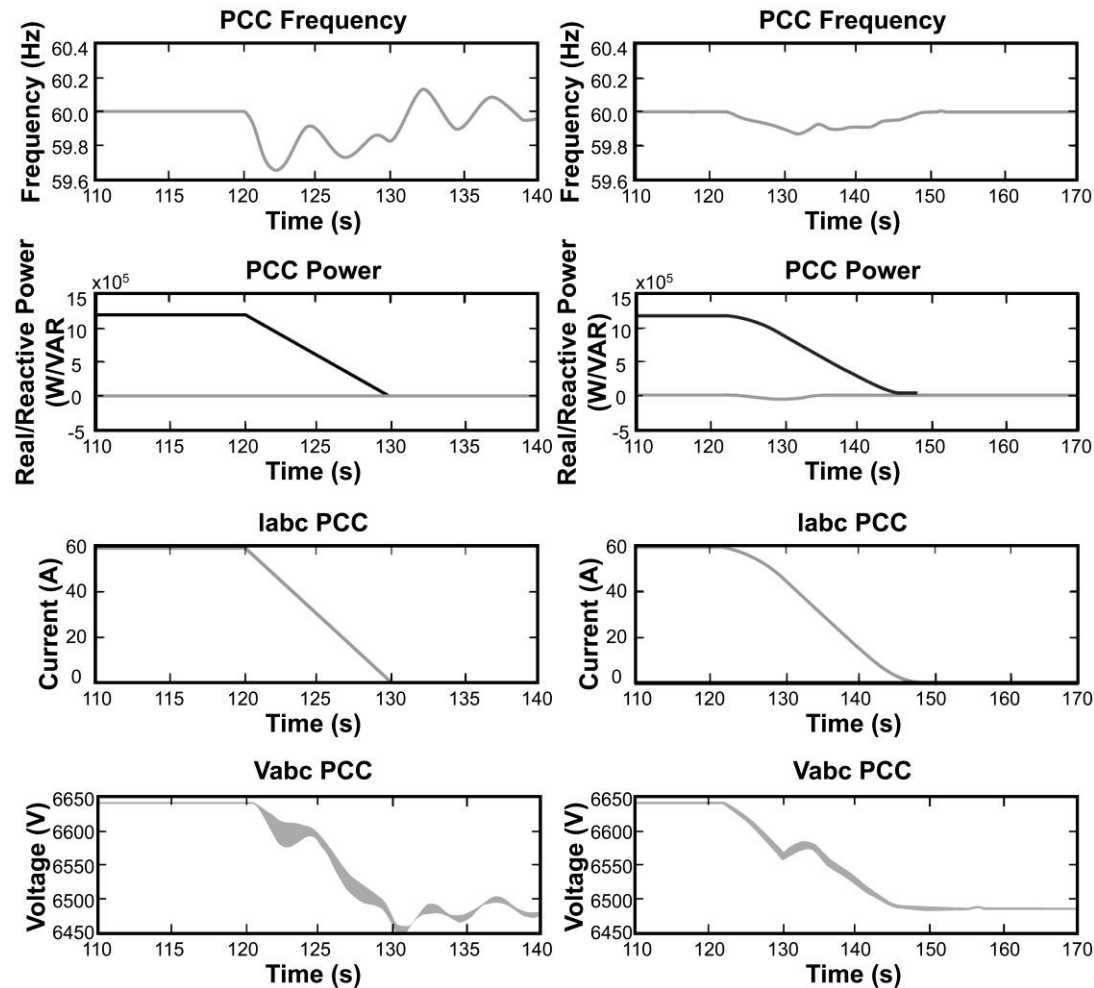 PCC Frequency
Frequency (Hz)
60.4
60.2
60.0
59.8
59.6
110 115 120 125 130 135 140
Time (s)
PCC Frequency
Frequency (Hz)
60.4
60.2
60.0
59.8
59.6
110 120 130 140 150 160 170
Time (s)
PCC Power
Real/Reactive Power
(W/VAR
x10⁵
15
10
5
0
-5
110 115 120 125 130 135 140
Time (s)
PCC Power
Real/Reactive Power
(W/VAR)
x10⁵
15
10
5
0
-5
110 120 130 140 150 160 170
Time (s)
Iabc PCC
Current (A)
60
40
20
0
110 115 120 125 130 135 140
Time (s)
Iabc PCC
Current (A)
60
40
20
0
110 120 130 140 150 160 170
Time (s)
Vabc PCC
Voltage (V)
6650
6600
6550
6500
6450
110 115 120 125 130 135 140
Time (s)
Vabc PCC
Voltage (V)
6650
6600
6550
6500
6450
110 120 130 140 150 160 170
Time (s)